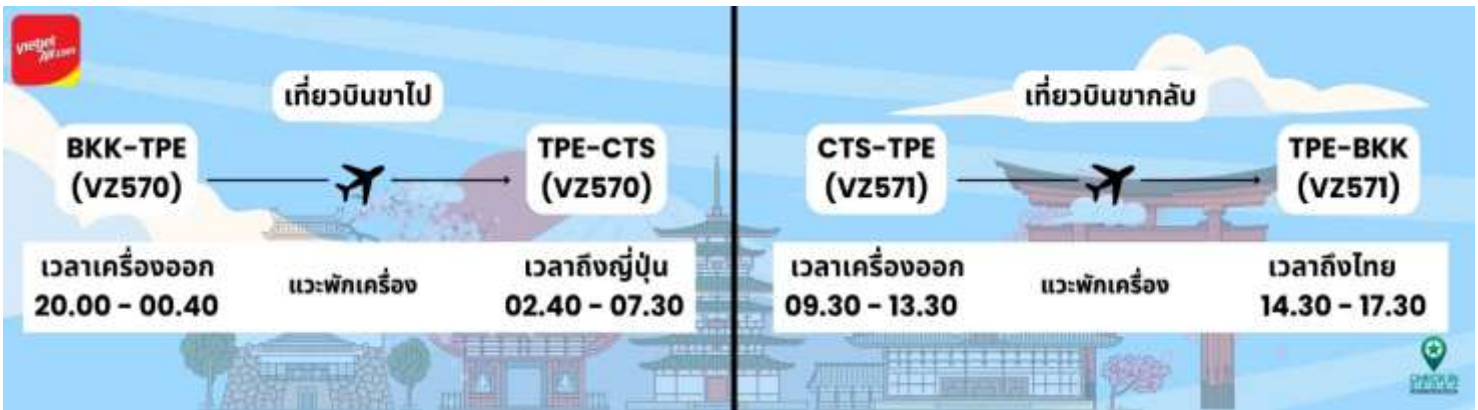 vietjet
Air.com
เที่ยวบินขาไป
BKK-TPE
(VZ570)
TPE-CTS
(VZ570)
เวลาเครื่องออก
20.00 - 00.40
แวะพักเครื่อง
เวลาถึงญี่ปุ่น
02.40 - 07.30
เที่ยวบินขากลับ
CTS-TPE
(VZ571)
TPE-BKK
(VZ571)
เวลาเครื่องออก
09.30 - 13.30
แวะพักเครื่อง
เวลาถึงไทย
14.30 - 17.30